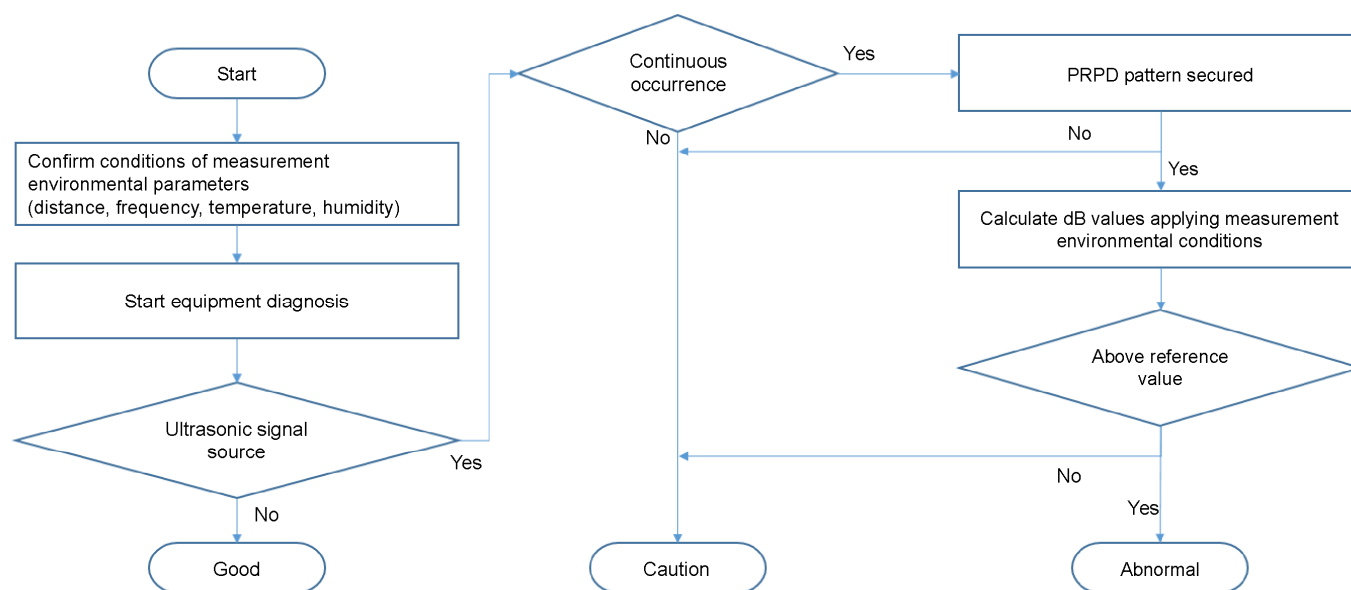 Start
Confirm conditions of measurement
environmental parameters
(distance, frequency, temperature, humidity)
Start equipment diagnosis
Ultrasonic signal
source
Yes
No
Good
Continuous
occurrence
Yes
No
PRPD pattern secured
No
Yes
Calculate dB values applying measurement
environmental conditions
Above reference
value
No
Yes
Caution
Abnormal